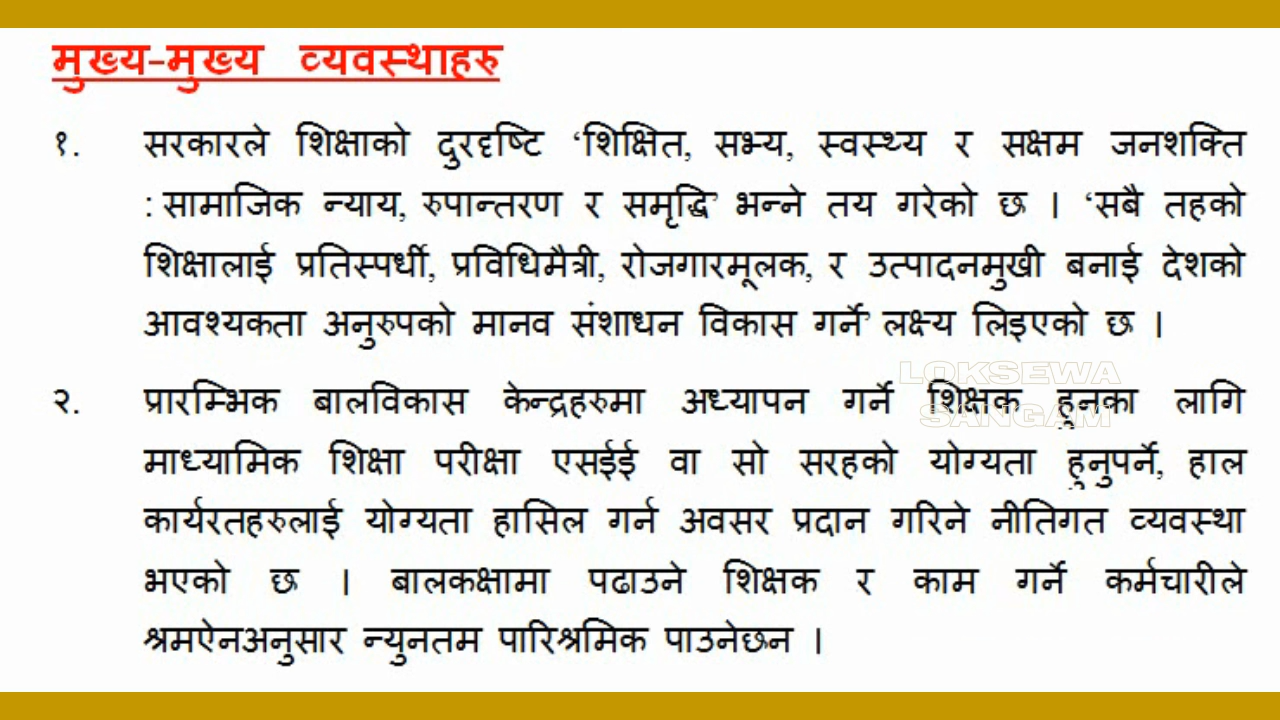 मुख्य-मुख्य व्यवस्थाहरु
१. सरकारले शिक्षाको दुरदृष्टि ‘शिक्षित, सभ्य, स्वस्थ्य र सक्षम जनशक्ति
: सामाजिक न्याय, रुपान्तरण र समृद्धि’ भन्ने तय गरेको छ । ‘सबै तहको
शिक्षालाई प्रतिस्पर्धी, प्रविधिमैत्री, रोजगारमूलक, र उत्पादनमुखी बनाई देशको
आवश्यकता अनुरुपको मानव संशाधन विकास गर्ने’ लक्ष्य लिइएको छ ।
२. प्रारम्भिक बालविकास केन्द्रहरुमा अध्यापन गर्ने शिक्षक हुनका लागि
माध्यामिक शिक्षा परीक्षा एसईई वा सो सरहको योग्यता हुनुपर्ने, हाल
कार्यरतहरुलाई योग्यता हासिल गर्न अवसर प्रदान गरिने नीतिगत व्यवस्था
भएको छ । बालकक्षामा पढाउने शिक्षक र काम गर्ने कर्मचारीले
श्रमऐनअनुसार न्युनतम पारिश्रमिक पाउनेछन ।
LOKSEWA
SANGAM